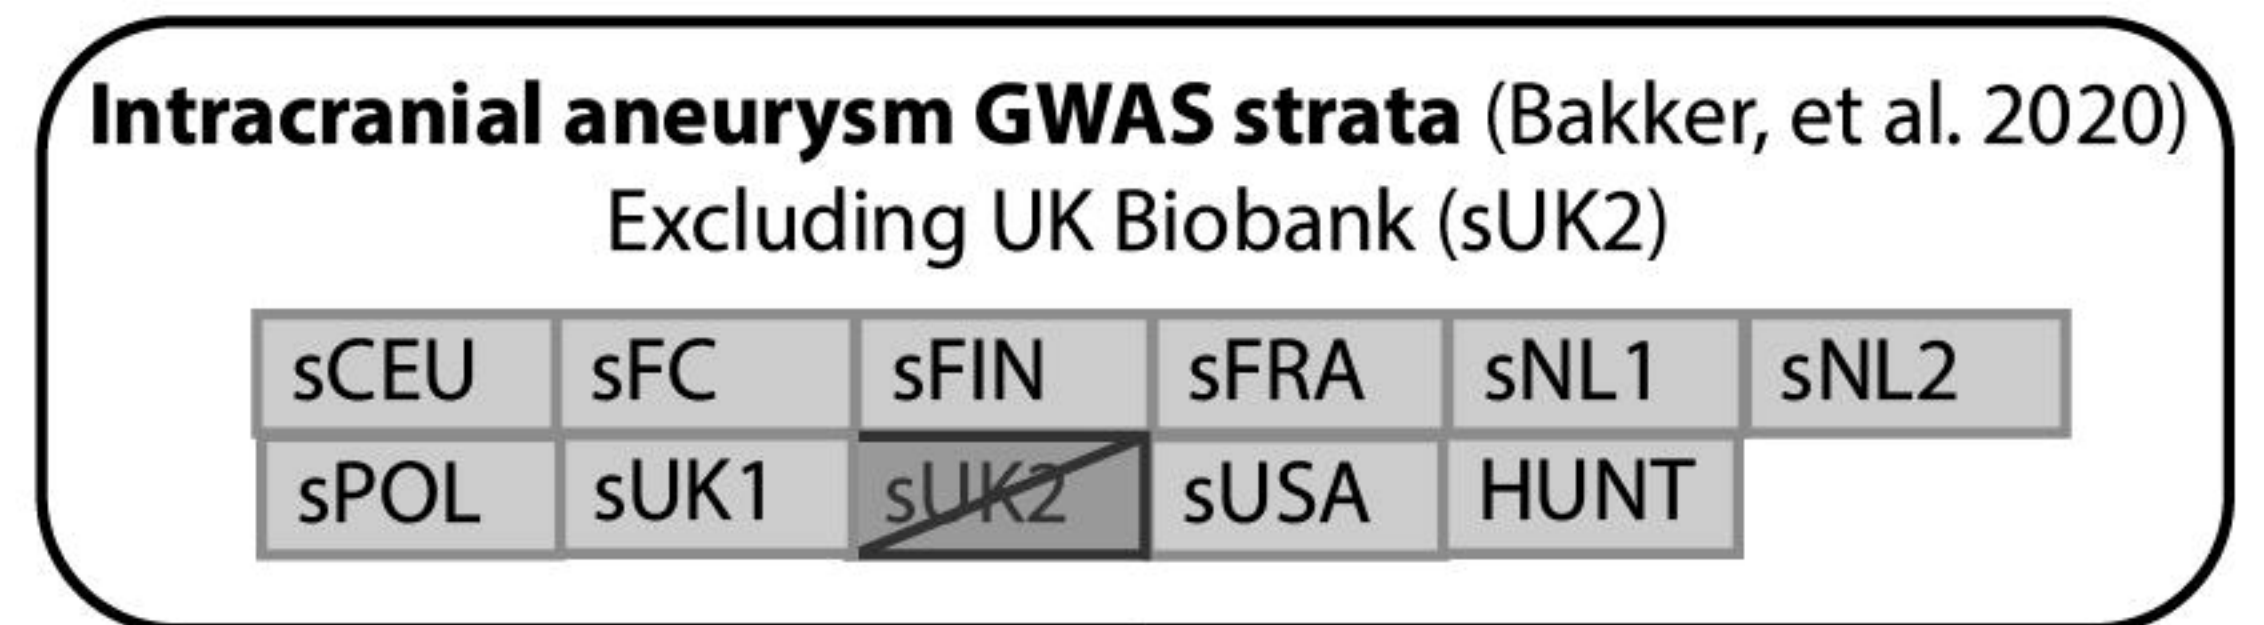 Intracranial aneurysm GWAS strata (Bakker, et al. 2020)
Excluding UK Biobank (sUK2)
sCEU sFC sFIN sFRA sNL1 sNL2
sPOL sUK1 sUK2 sUSA HUNT